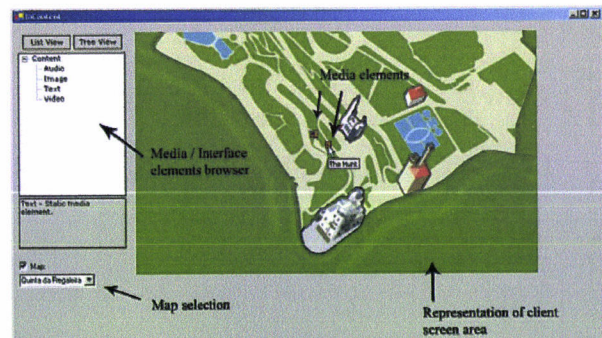 List View
Tree View
Content
Audio
Image
Text
Video
Media elements
The Hunt
Media / Interface
elements browser
Text - Static media
element.
Map
Quinta da Regaleira
Map selection
Representation of client
screen area